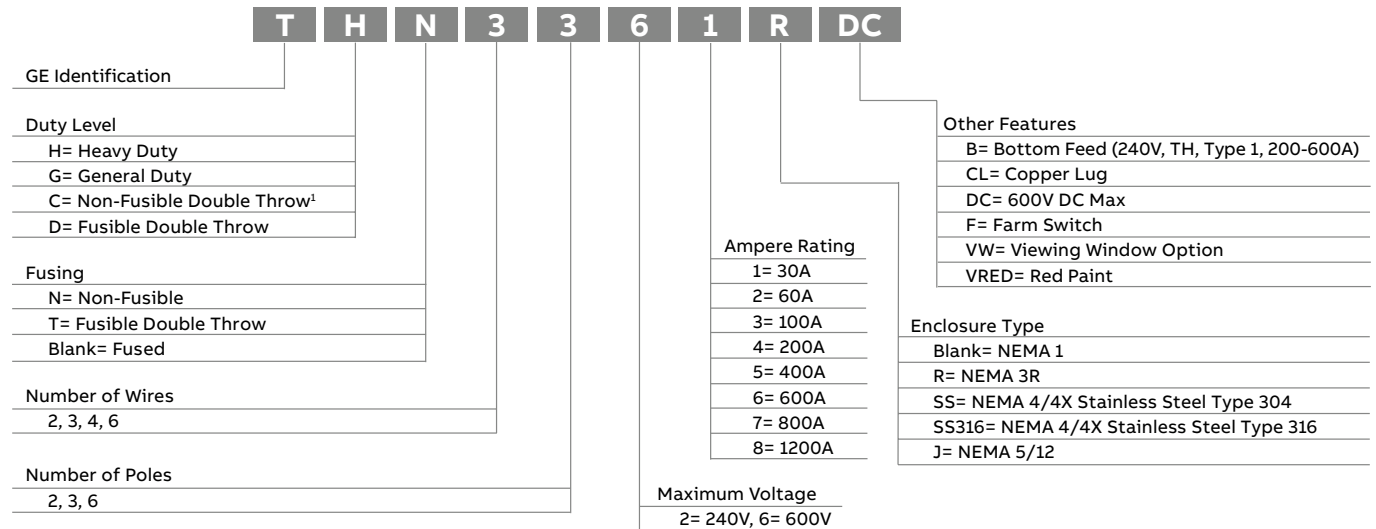 T H N 3 3 6 1 R DC
GE Identification
Duty Level
H= Heavy Duty
G= General Duty
C= Non-Fusible Double Throw¹
D= Fusible Double Throw
Fusing
N= Non-Fusible
T= Fusible Double Throw
Blank= Fused
Number of Wires
2, 3, 4, 6
Number of Poles
2, 3, 6
Maximum Voltage
2= 240V, 6= 600V
Ampere Rating
1= 30A
2= 60A
3= 100A
4= 200A
5= 400A
6= 600A
7= 800A
8= 1200A
Enclosure Type
Blank= NEMA 1
R= NEMA 3R
SS= NEMA 4/4X Stainless Steel Type 304
SS316= NEMA 4/4X Stainless Steel Type 316
J= NEMA 5/12
Other Features
B= Bottom Feed (240V, TH, Type 1, 200-600A)
CL= Copper Lug
DC= 600V DC Max
F= Farm Switch
VW= Viewing Window Option
VRED= Red Paint